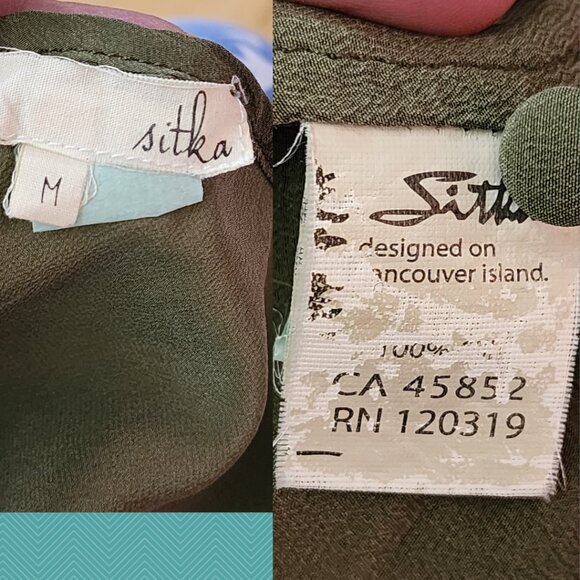 sitka
M
designed on
ancouver island.
100%
CA 45852
RN 120319